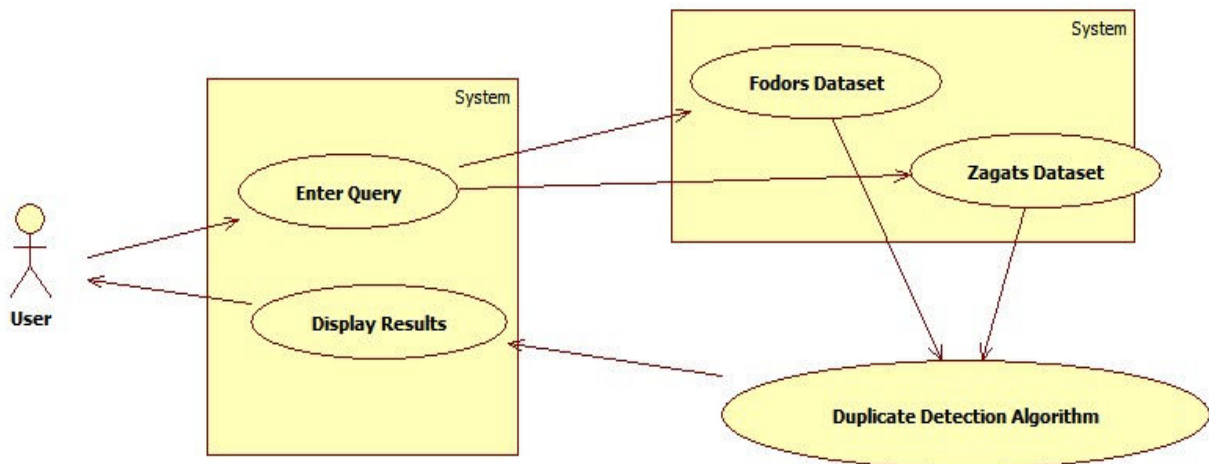 System
Fodors Dataset
System
Zagats Dataset
Enter Query
User
Display Results
Duplicate Detection Algorithm